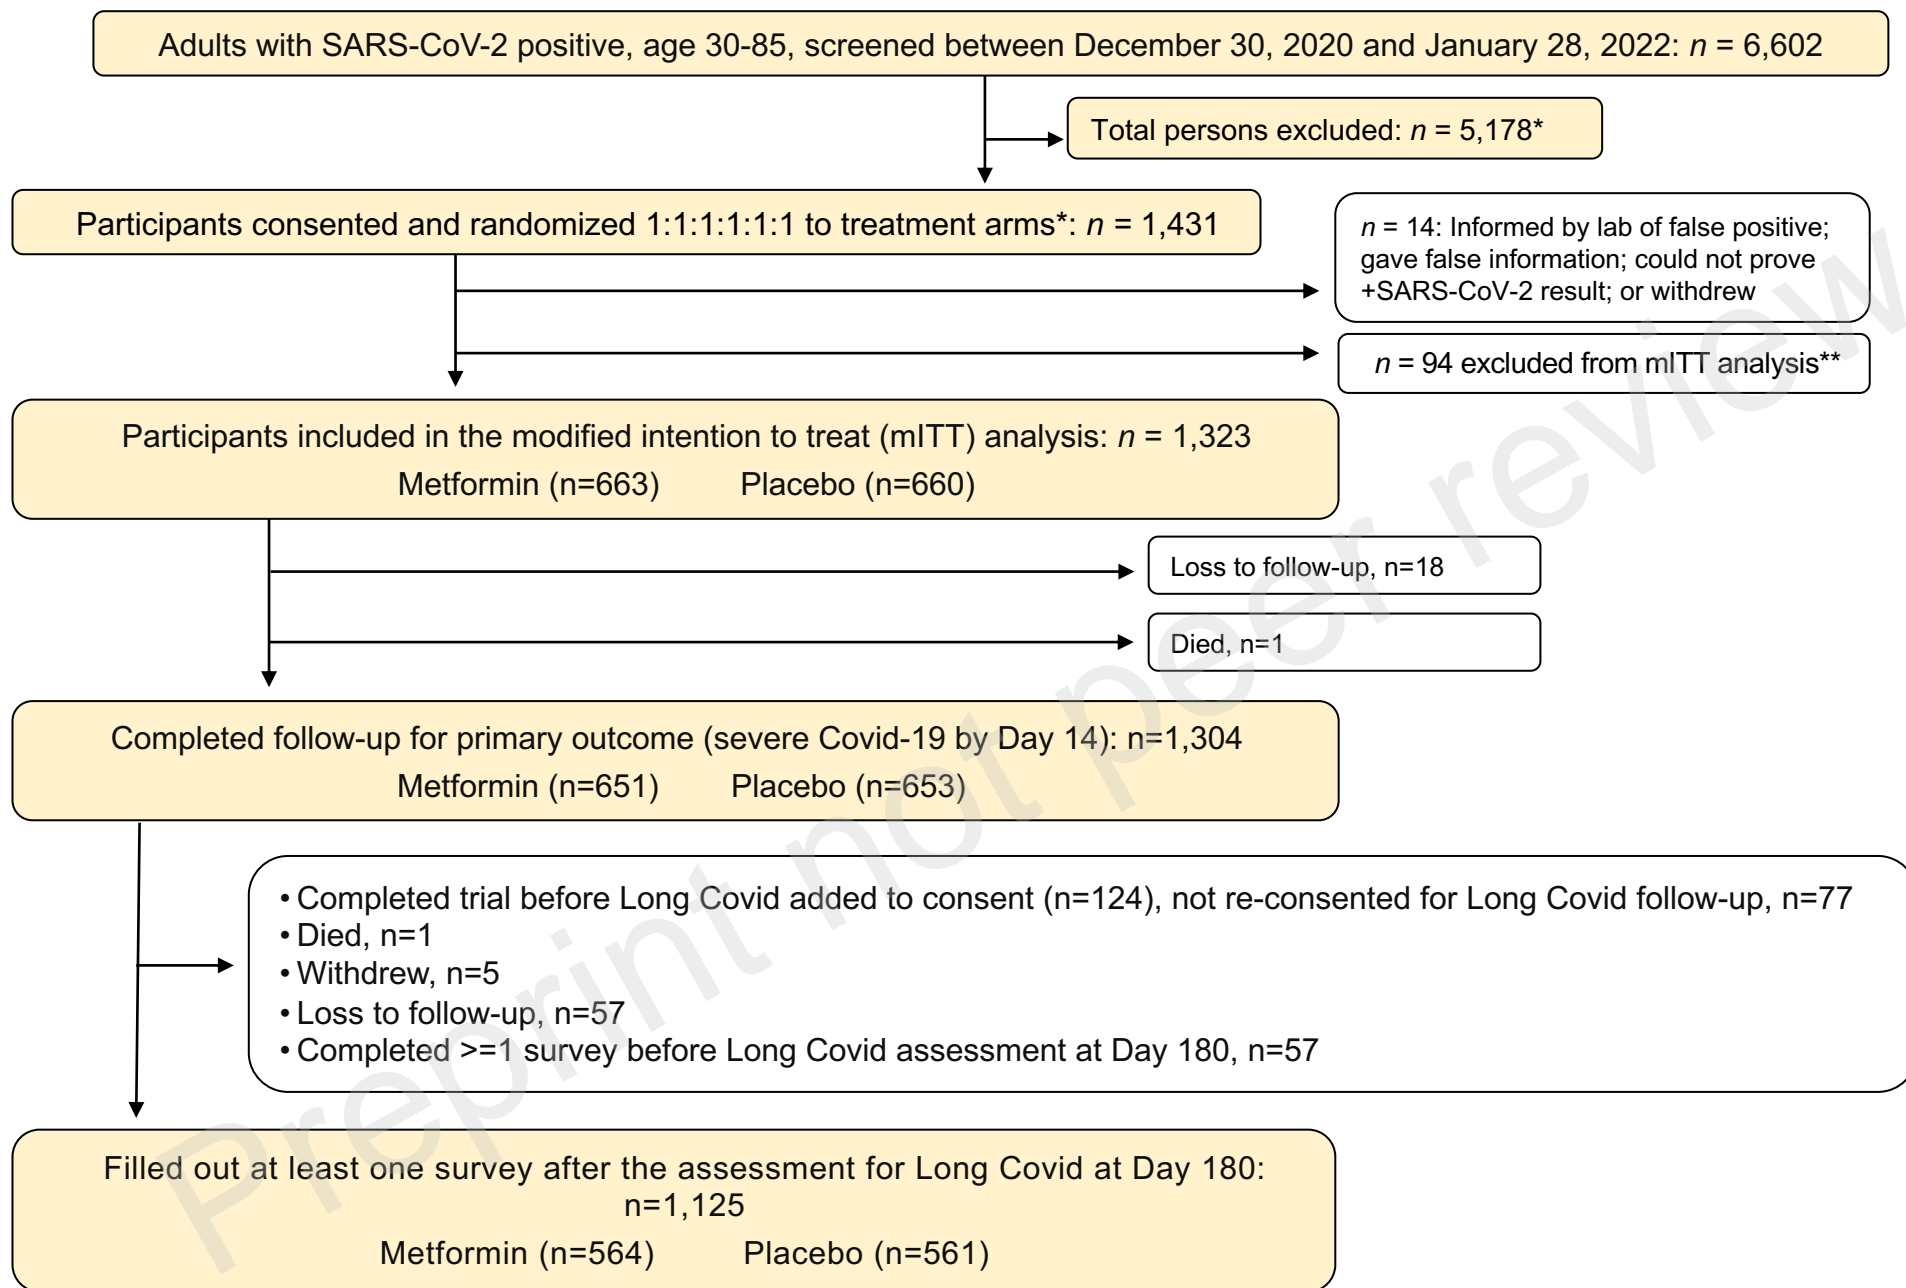 Adults with SARS-CoV-2 positive, age 30-85, screened between December 30, 2020 and January 28, 2022: n = 6,602
Total persons excluded: n = 5,178*
Participants consented and randomized 1:1:1:1:1:1 to treatment arms*: n = 1,431
n = 14: Informed by lab of false positive;
gave false information; could not prove
+SARS-CoV-2 result; or withdrew
n = 94 excluded from mITT analysis**
Participants included in the modified intention to treat (mITT) analysis: n = 1,323
Metformin (n=663) Placebo (n=660)
Loss to follow-up, n=18
Died, n=1
Completed follow-up for primary outcome (severe Covid-19 by Day 14): n=1,304
Metformin (n=651) Placebo (n=653)
• Completed trial before Long Covid added to consent (n=124), not re-consented for Long Covid follow-up, n=77
• Died, n=1
• Withdrew, n=5
• Loss to follow-up, n=57
• Completed >=1 survey before Long Covid assessment at Day 180, n=57
Filled out at least one survey after the assessment for Long Covid at Day 180:
n=1,125
Metformin (n=564) Placebo (n=561)
Preprint not peer review